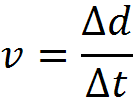 v = Δd / Δt